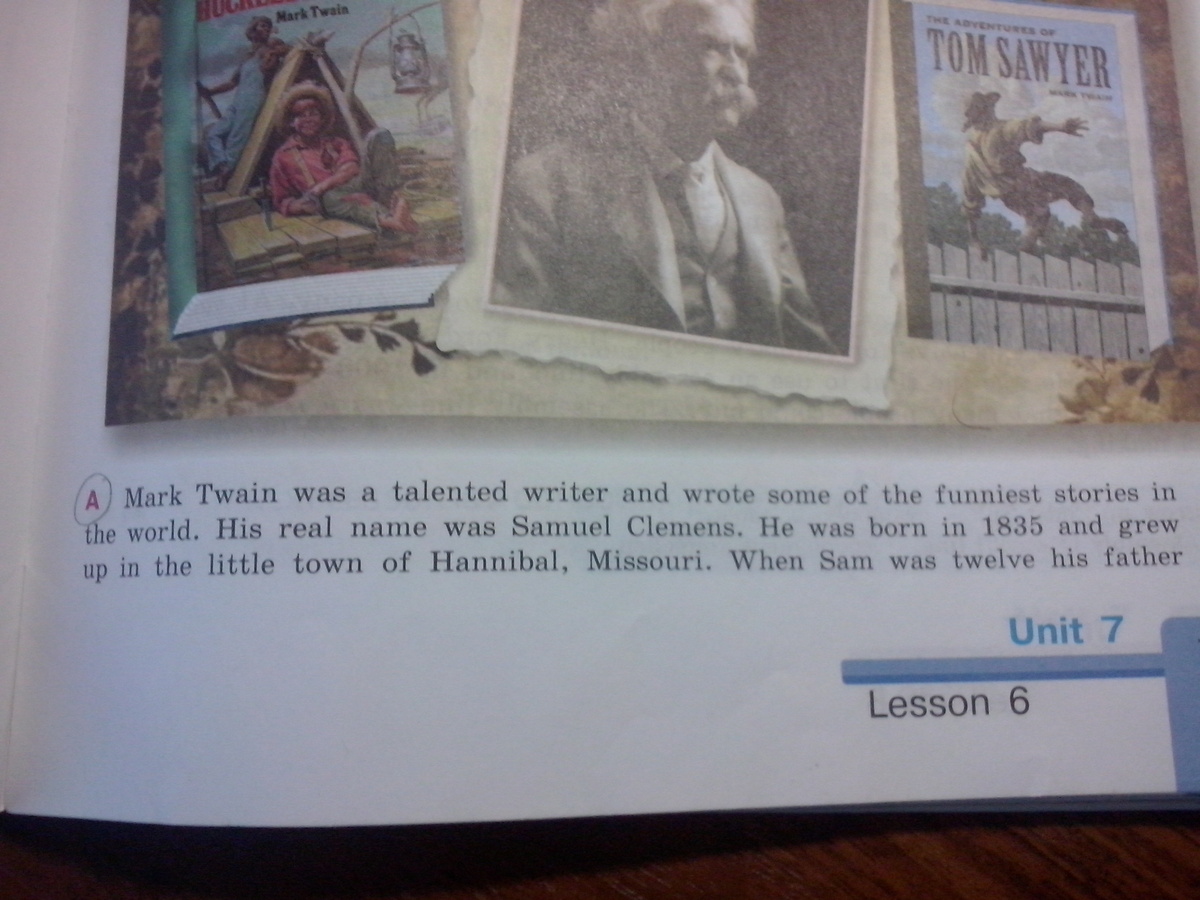 Mark Twain
THE ADVENTURES OF
TOM SAWYER
MARK TWAIN
A Mark Twain was a talented writer and wrote some of the funniest stories in
the world. His real name was Samuel Clemens. He was born in 1835 and grew
up in the little town of Hannibal, Missouri. When Sam was twelve his father
Unit 7
Lesson 6